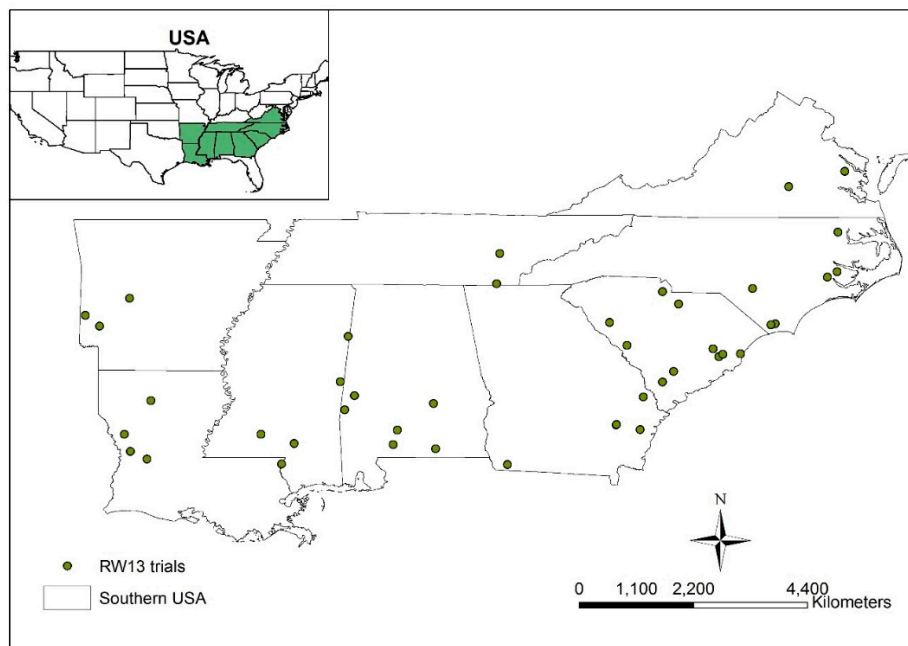 USA
N
RW13 trials
Southern USA
0 1,100 2,200 4,400
Kilometers